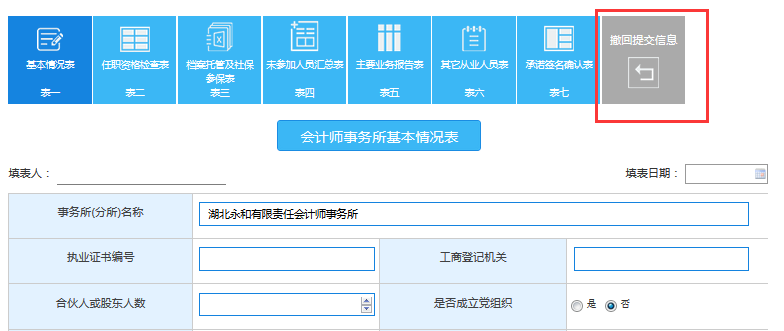 基本情况表
表一
任职资格检查表
表二
档案托管及社保
参保表
表三
未参加人员汇总表
表四
主要业务报告表
表五
其它从业人员表
表六
承诺签名确认表
表七
撤回提交信息
会计师事务所基本情况表
填表人：
填表日期：
事务所(分所)名称
湖北永和有限责任会计师事务所
执业证书编号
工商登记机关
合伙人或股东人数
是否成立党组织
是
否